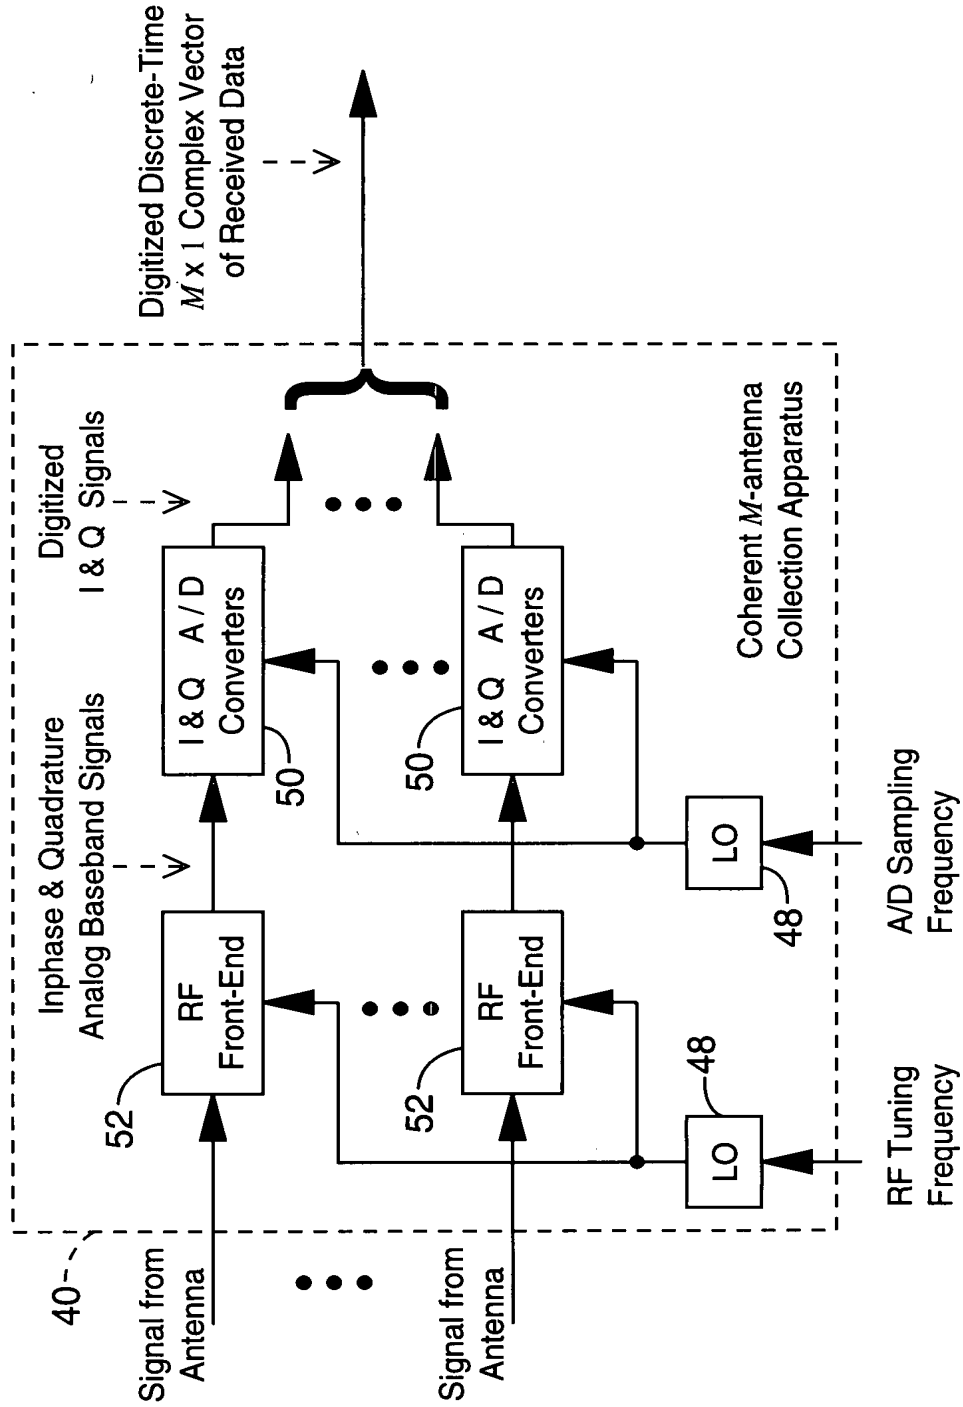 40
Signal from
Antenna
Signal from
Antenna
52
RF
Front-End
52
RF
Front-End
Inphase & Quadrature
Analog Baseband Signals
I & Q A / D
Converters
50
I & Q A / D
Converters
50
Digitized
I & Q Signals
Digitized Discrete-Time
M x 1 Complex Vector
of Received Data
LO
48
RF Tuning
Frequency
LO
48
A/D Sampling
Frequency
Coherent M-antenna
Collection Apparatus